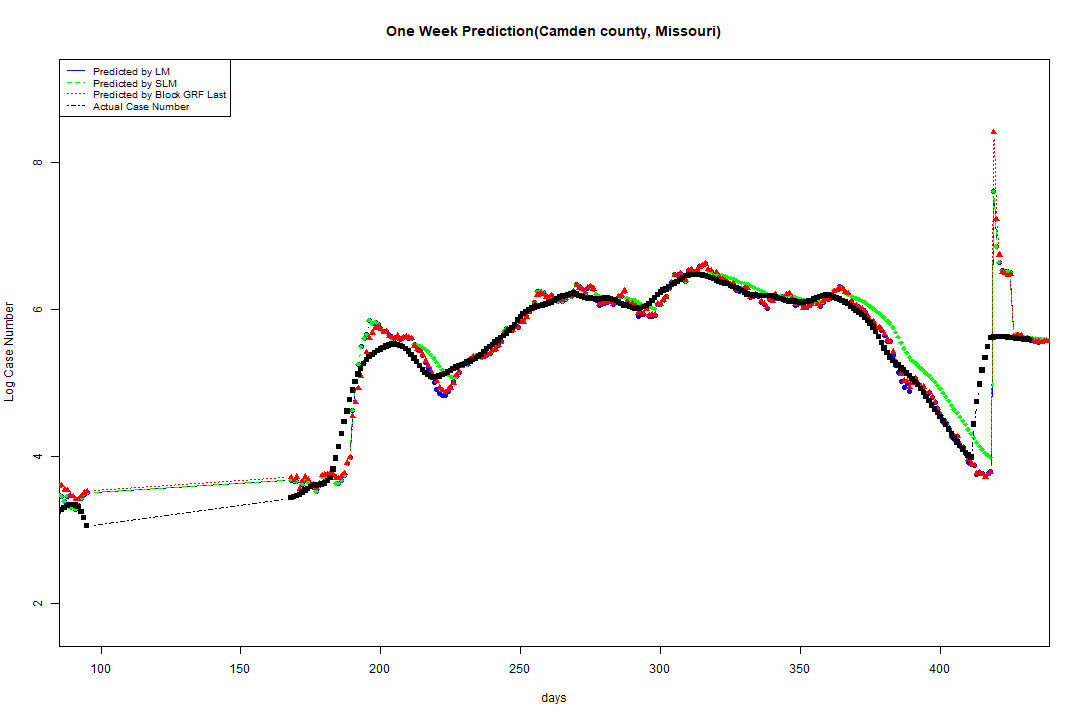 One Week Prediction(Camden county, Missouri)
Predicted by LM
Predicted by SLM
Predicted by Block GRF Last
Actual Case Number
8
6
4
2
Log Case Number
100 150 200 250 300 350 400
days